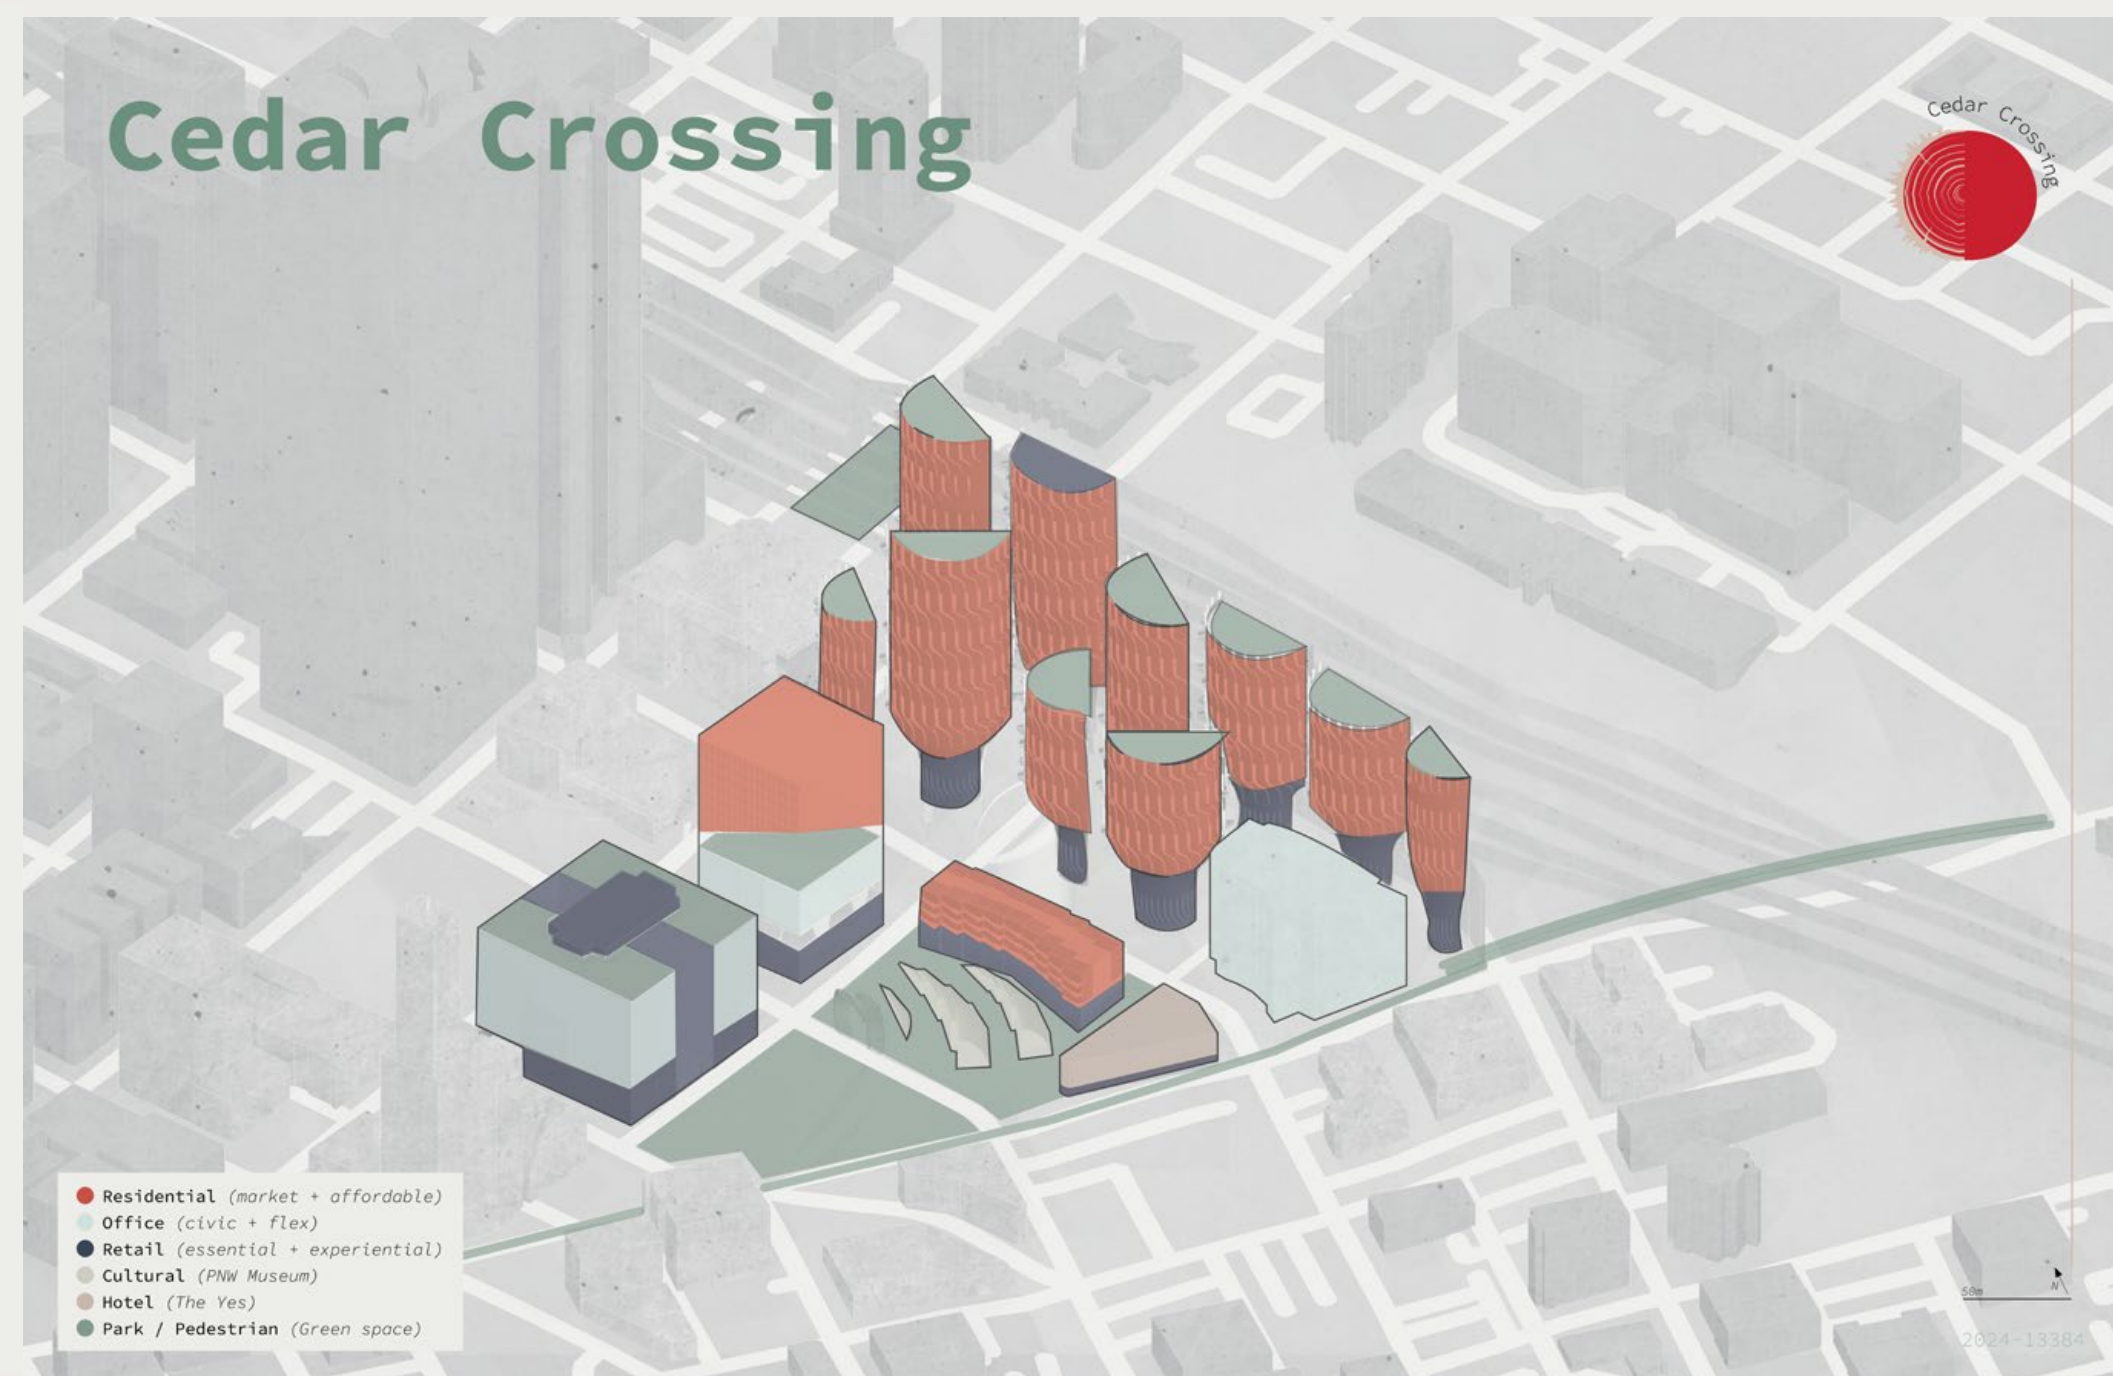 Cedar Crossing
Cedar Crossing
Residential (market + affordable)
Office (civic + flex)
Retail (essential + experiential)
Cultural (PNW Museum)
Hotel (The Yes)
Park / Pedestrian (Green space)
50m
N
2024-13384